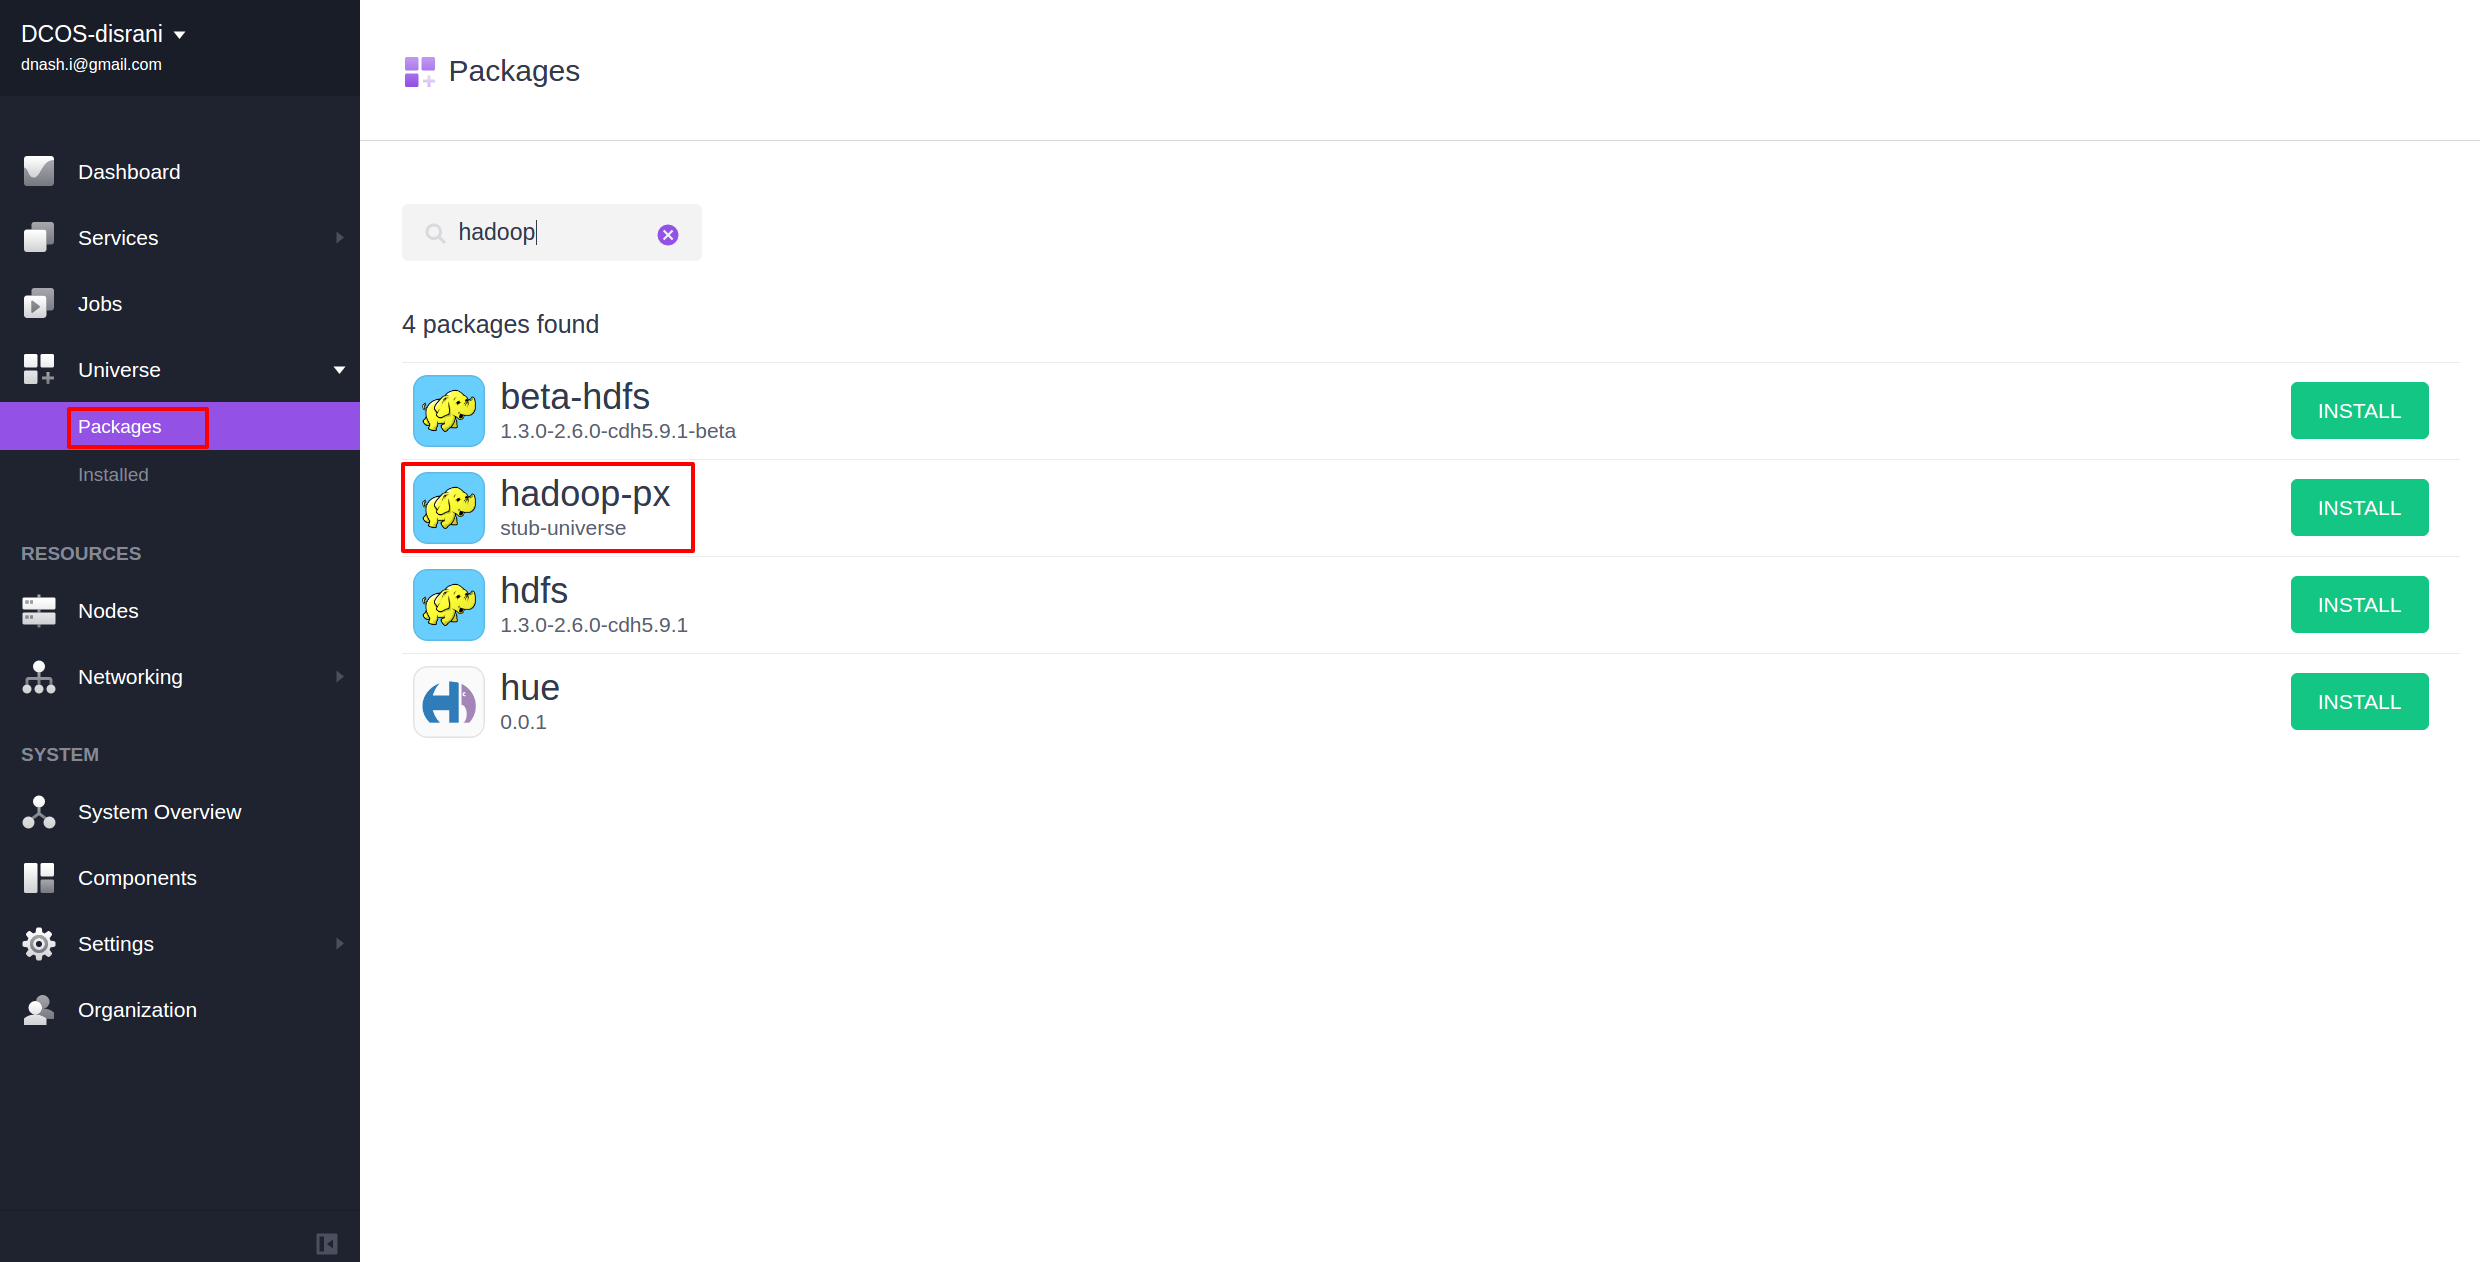 DCOS-disrani
dnash.i@gmail.com
Dashboard
Services
Jobs
Universe
Packages
Installed
RESOURCES
Nodes
Networking
SYSTEM
System Overview
Components
Settings
Organization
Packages
hadoop
4 packages found
beta-hdfs
1.3.0-2.6.0-cdh5.9.1-beta
INSTALL
hadoop-px
stub-universe
INSTALL
hdfs
1.3.0-2.6.0-cdh5.9.1
INSTALL
hue
0.0.1
INSTALL